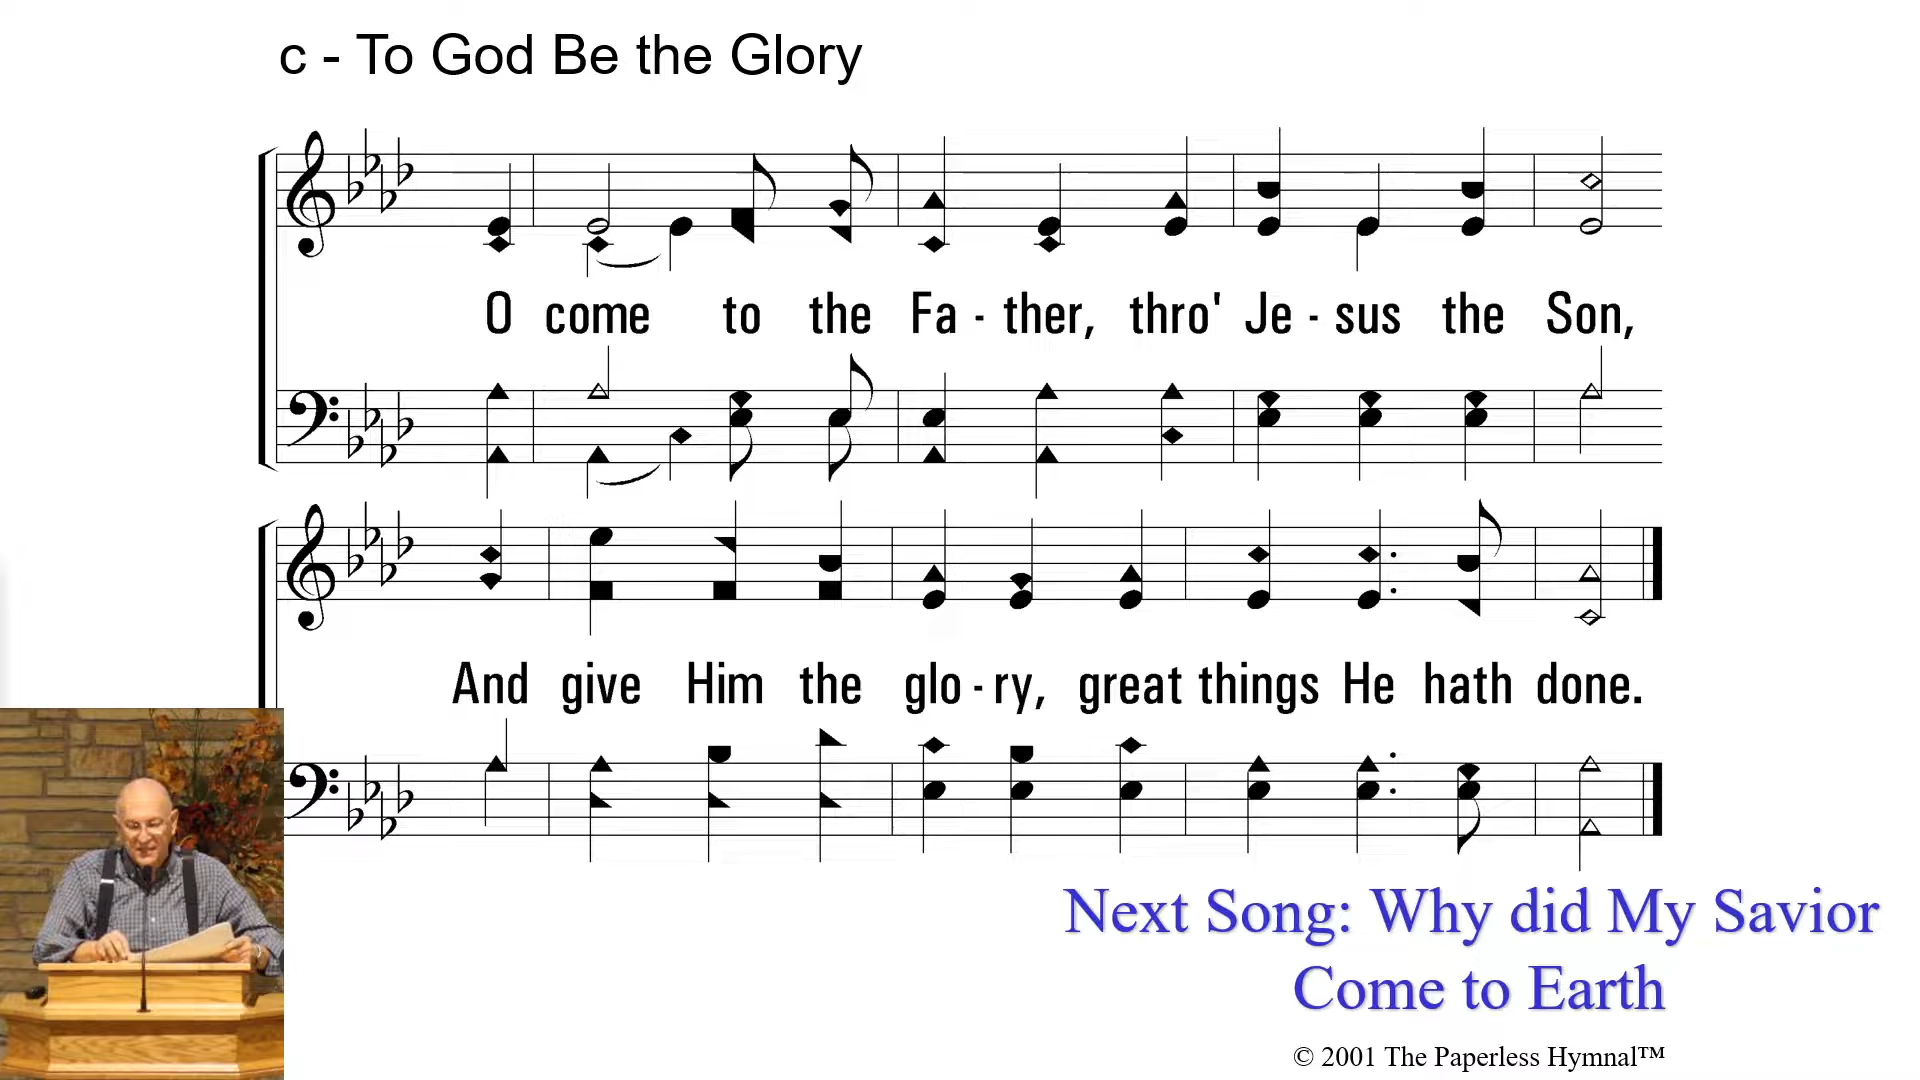 c - To God Be the Glory
O come to the Fa - ther, thro' Je - sus the Son,
And give Him the glo - ry, great things He hath done.
Next Song: Why did My Savior
Come to Earth
© 2001 The Paperless Hymnal™